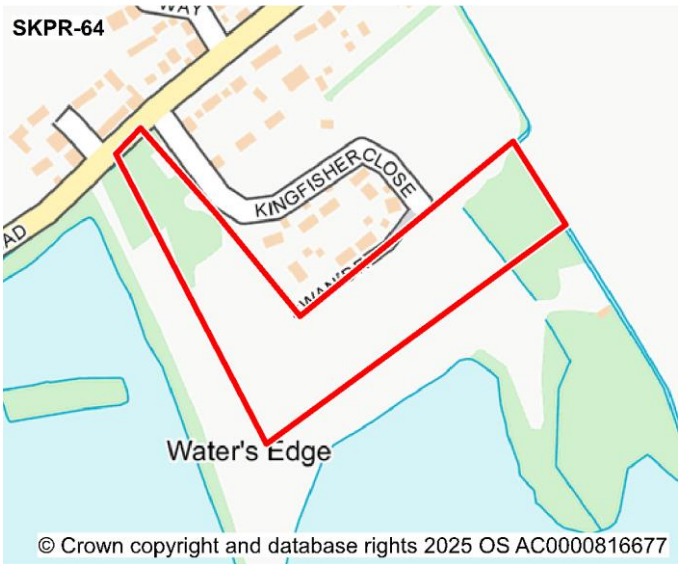 SKPR-64
WAY
KINGFISHER CLOSE
AD
Water's Edge
© Crown copyright and database rights 2025 OS AC0000816677